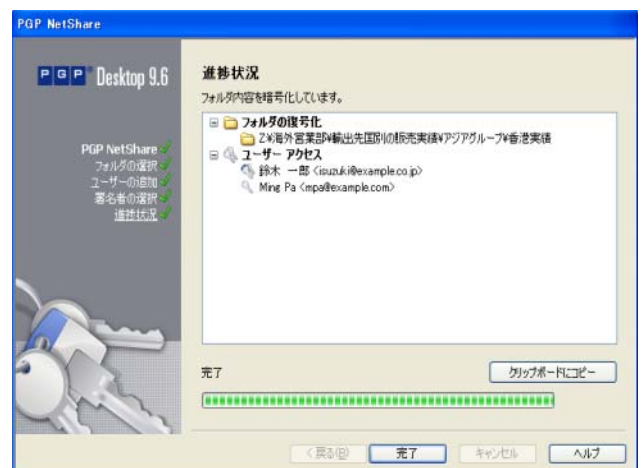 PGP NetShare
PGP Desktop 9.6
PGP NetShare
フォルダの選択
ユーザーの追加
署名者の選択
進捗状況
進捗状況
フォルダ内容を暗号化しています。
フォルダの復号化
Z:¥海外営業部¥輸出先国別の販売実績¥アジアグループ¥香港実績
ユーザー アクセス
鈴木 一郎 <isuzuki@example.co.jp>
Ming Pa <mpa@example.com>
完了
クリップボードにコピー
< 戻る(B)
完了
キャンセル
ヘルプ